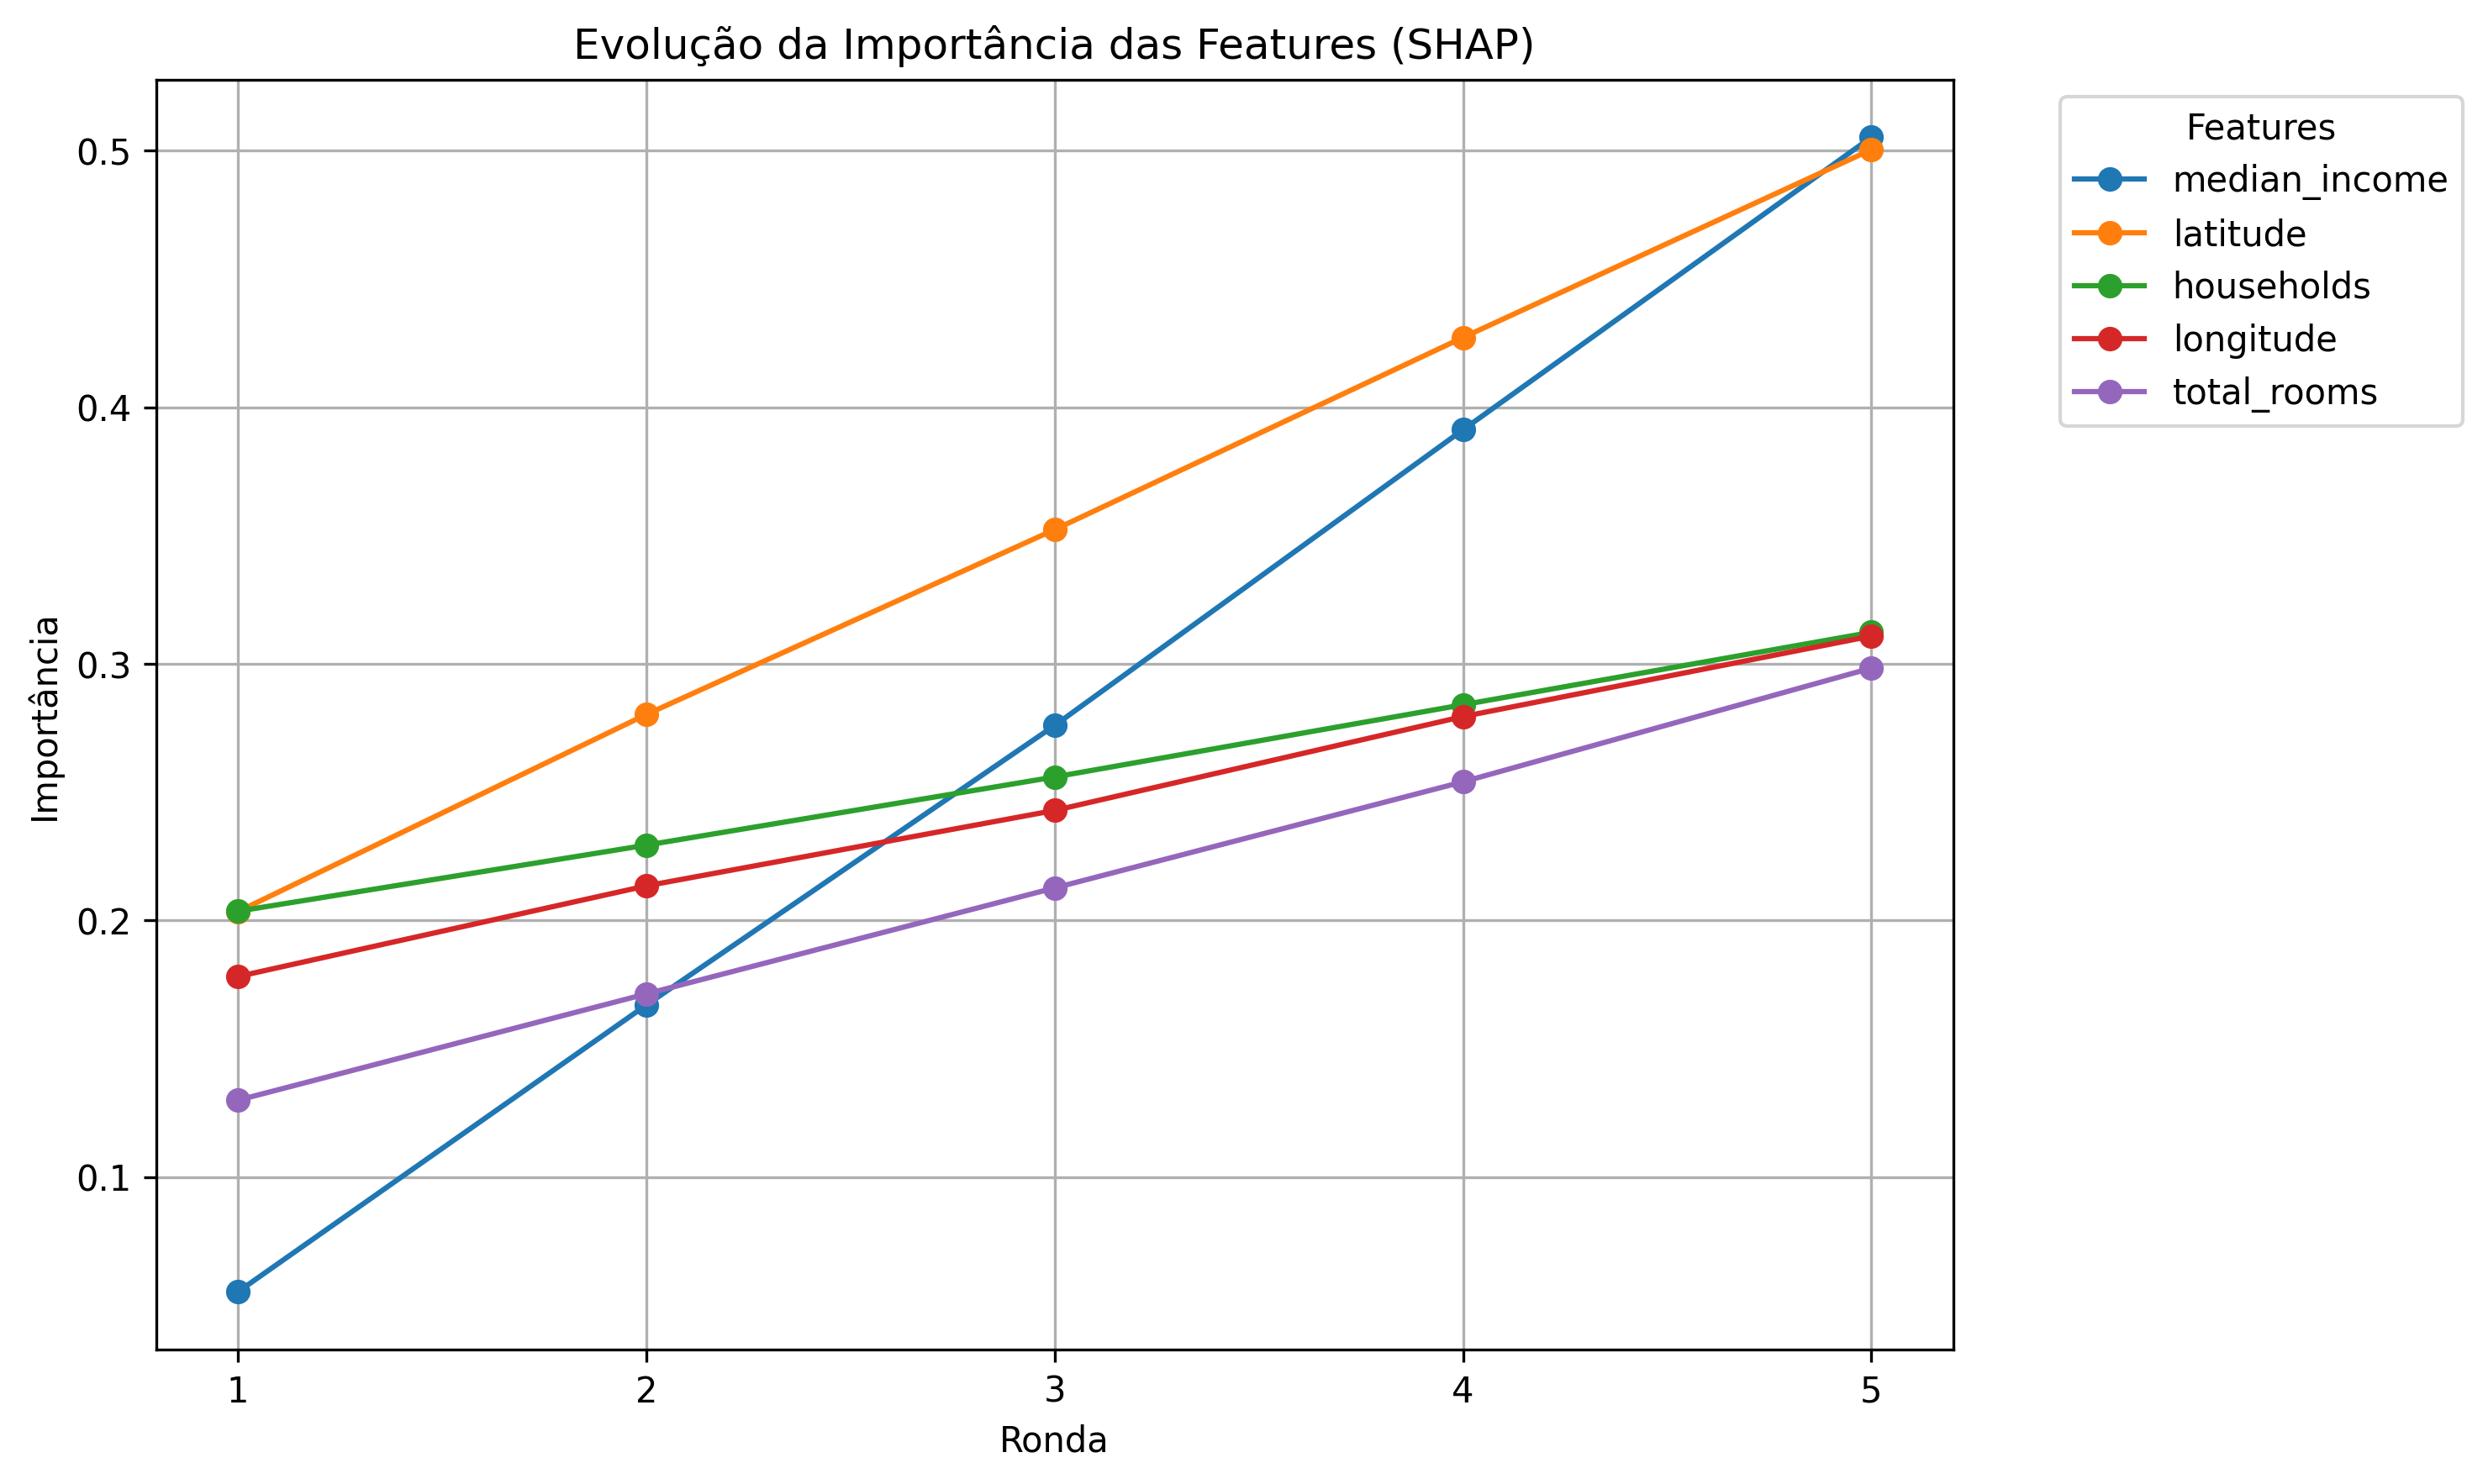 Evolução da Importância das Features (SHAP)
Importância
0.5
0.4
0.3
0.2
0.1
1 2 3 4 5
Ronda
Features
median_income
latitude
households
longitude
total_rooms